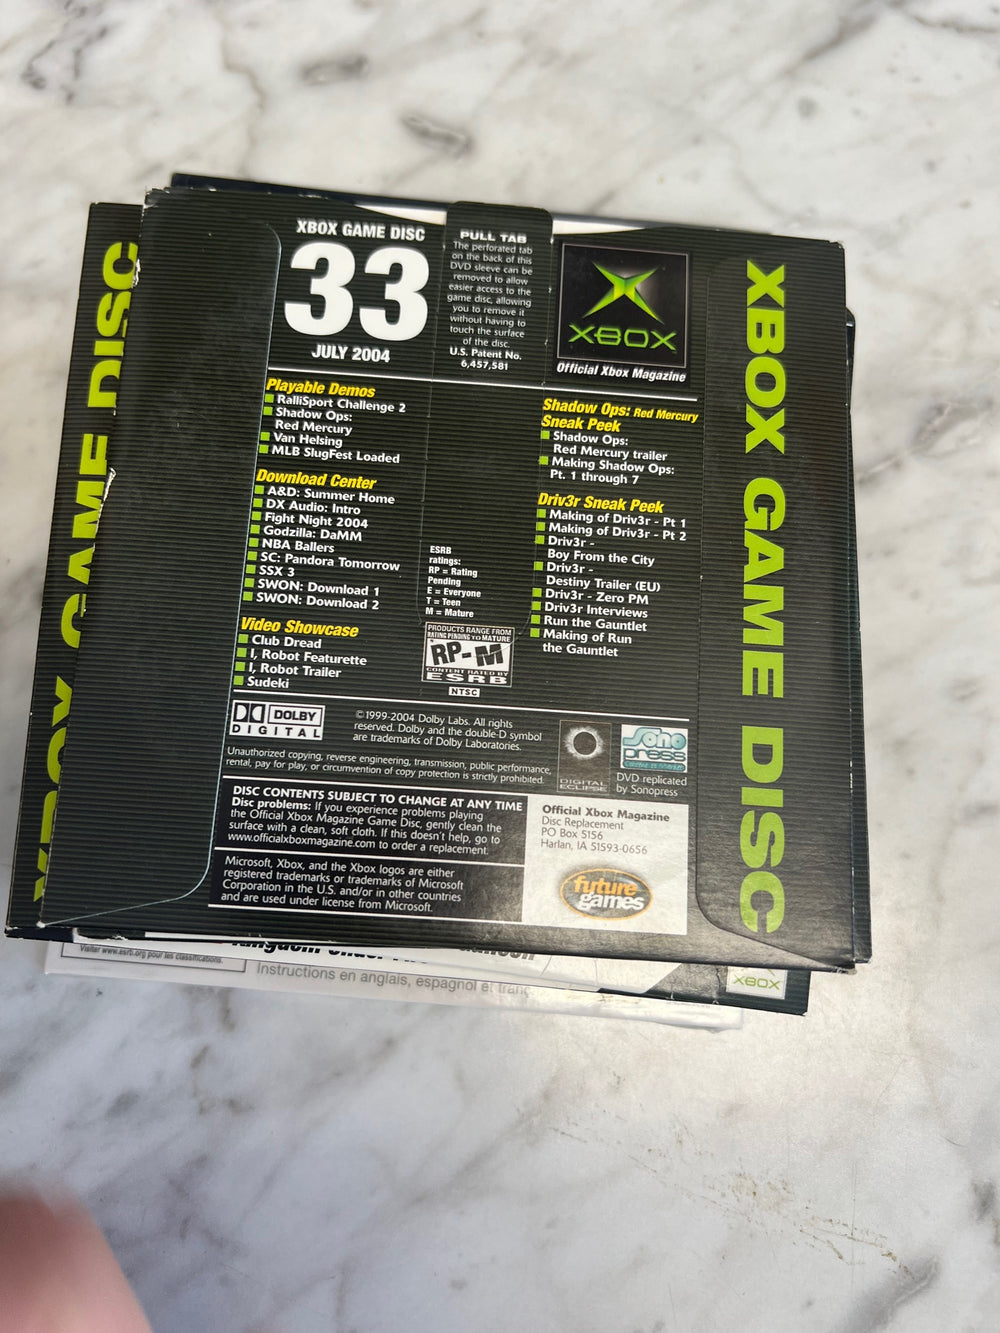 XBOX GAME DISC
XBOX GAME DISC
33
JULY 2004
PULL TAB
The perforated tab
on the back of this
DVD sleeve can be
removed to allow
easier access to the
game disc, allowing
you to remove it
without having to
touch the surface
of the disc.
U.S. Patent No.
6,457,581
XBOX
Official Xbox Magazine
Playable Demos
RalliSport Challenge 2
Shadow Ops:
Red Mercury
Van Helsing
MLB SlugFest Loaded
Download Center
A&D: Summer Home
DX Audio: Intro
Fight Night 2004
Godzilla: DaMM
NBA Ballers
SC: Pandora Tomorrow
SSX 3
SWON: Download 1
SWON: Download 2
Video Showcase
Club Dread
I, Robot Featurette
I, Robot Trailer
Sudeki
ESRB
ratings:
RP = Rating
Pending
E = Everyone
T = Teen
M = Mature
PRODUCTS RANGE FROM
RATING PENDING TO MATURE
RP-M
CONTENT RATED BY
ESRB
NTSC
Shadow Ops: Red Mercury
Sneak Peek
Shadow Ops:
Red Mercury trailer
Making Shadow Ops:
Pt. 1 through 7
Driv3r Sneak Peek
Making of Driv3r - Pt 1
Making of Driv3r - Pt 2
Driv3r -
Boy From the City
Driv3r -
Destiny Trailer (EU)
Driv3r - Zero PM
Driv3r Interviews
Run the Gauntlet
Making of Run
the Gauntlet
DOLBY
DIGITAL
©1999-2004 Dolby Labs. All rights
reserved. Dolby and the double-D symbol
are trademarks of Dolby Laboratories.
Unauthorized copying, reverse engineering, transmission, public performance,
rental, pay for play, or circumvention of copy protection is strictly prohibited.
DIGITAL
ECLIPSE
Sono
press
DVD replicated
by Sonopress
DISC CONTENTS SUBJECT TO CHANGE AT ANY TIME
Disc problems: If you experience problems playing
the Official Xbox Magazine Game Disc, gently clean the
surface with a clean, soft cloth. If this doesn't help, go to
www.officialxboxmagazine.com to order a replacement.
Microsoft, Xbox, and the Xbox logos are either
registered trademarks or trademarks of Microsoft
Corporation in the U.S. and/or in other countries
and are used under license from Microsoft.
Official Xbox Magazine
Disc Replacement
PO Box 5156
Harlan, IA 51593-0656
future
games
XBOX GAME DISC
Visiter www.esrb.org pour les classifications.
Instructions en anglais, espagnol et
XBOX